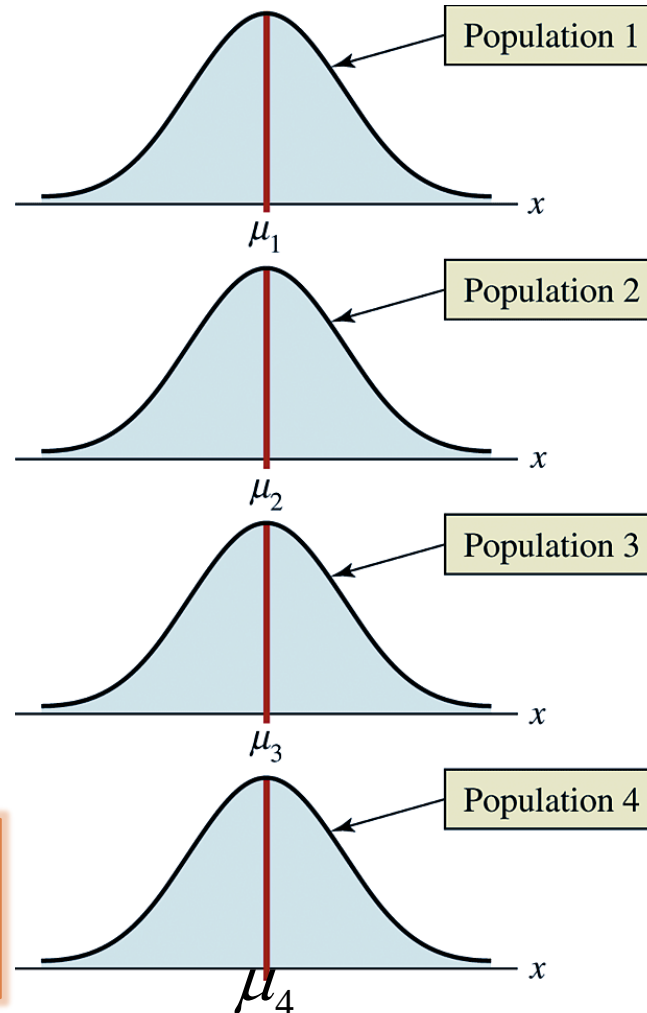 Population 1
x
μ1
Population 2
x
μ2
Population 3
x
μ3
Population 4
x
μ4